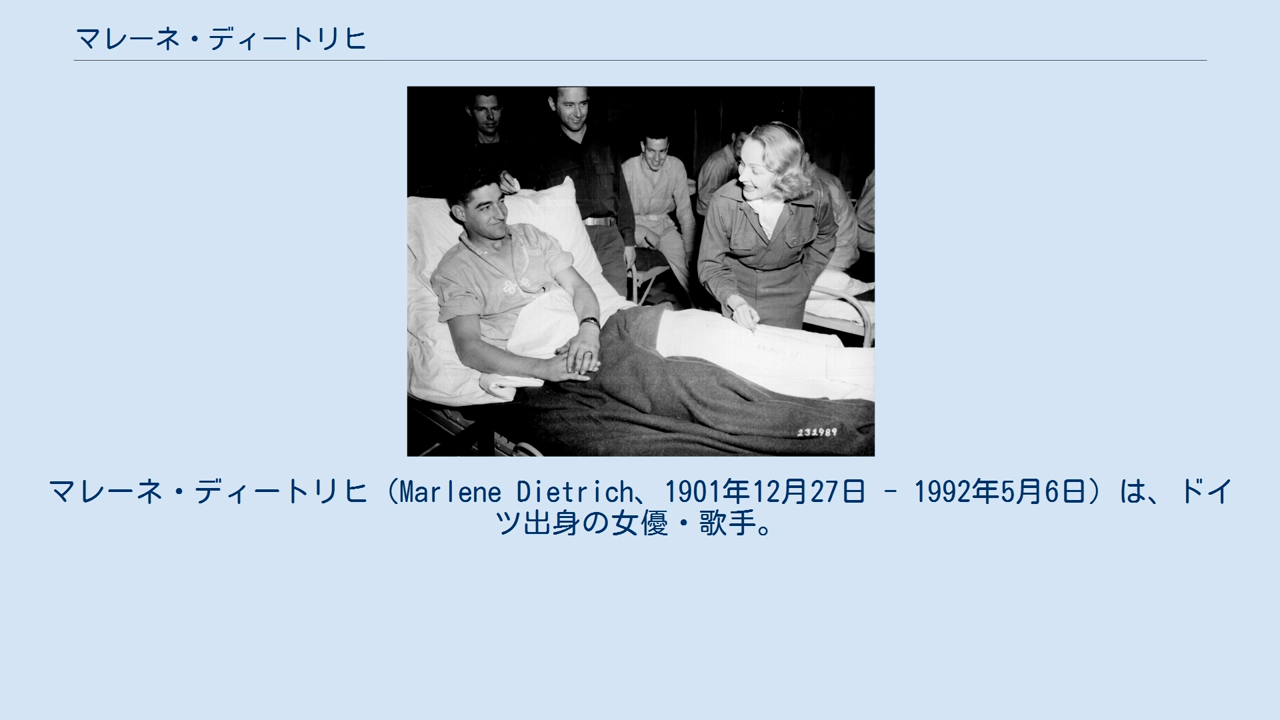 マレーネ・ディートリヒ
232989
マレーネ・ディートリヒ（Marlene Dietrich、1901年12月27日 - 1992年5月6日）は、ドイ
ツ出身の女優・歌手。